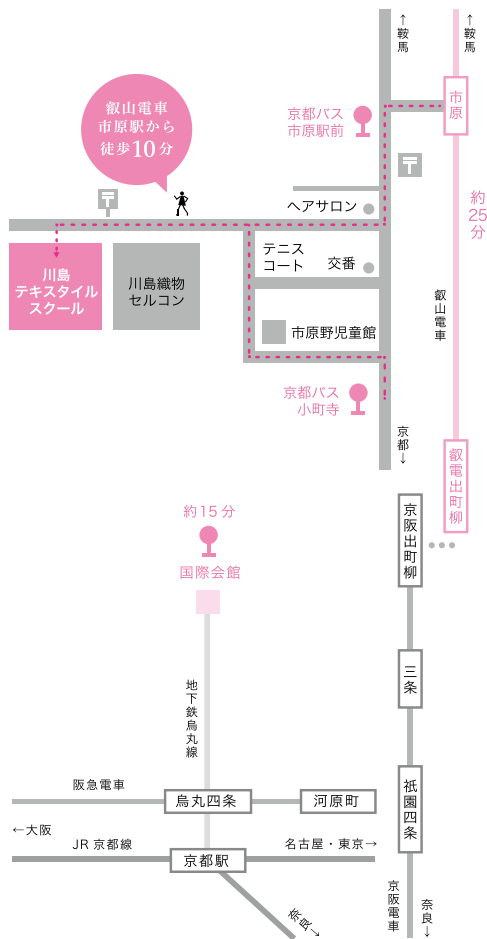 ↑鞍馬
↑鞍馬
叡山電車
市原駅から
徒歩10分
京都バス
市原駅前
市原
〒
〒
ヘアサロン
約
25
分
川島
テキスタイル
スクール
川島織物
セルコン
テニス
コート
交番
叡山電車
市原野児童館
京都バス
小町寺
京都↓
叡電出町柳
京阪出町柳
約15分
国際会館
三条
地下鉄烏丸線
阪急電車
烏丸四条
河原町
祇園四条
←大阪
JR 京都線
名古屋・東京→
京都駅
京阪電車
奈良↓
奈良→